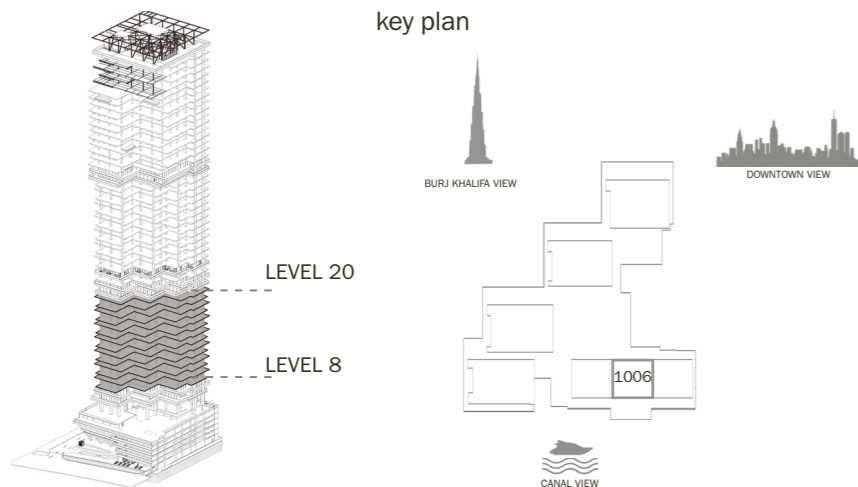 key plan
BURJ KHALIFA VIEW
DOWNTOWN VIEW
LEVEL 20
LEVEL 8
1006
CANAL VIEW